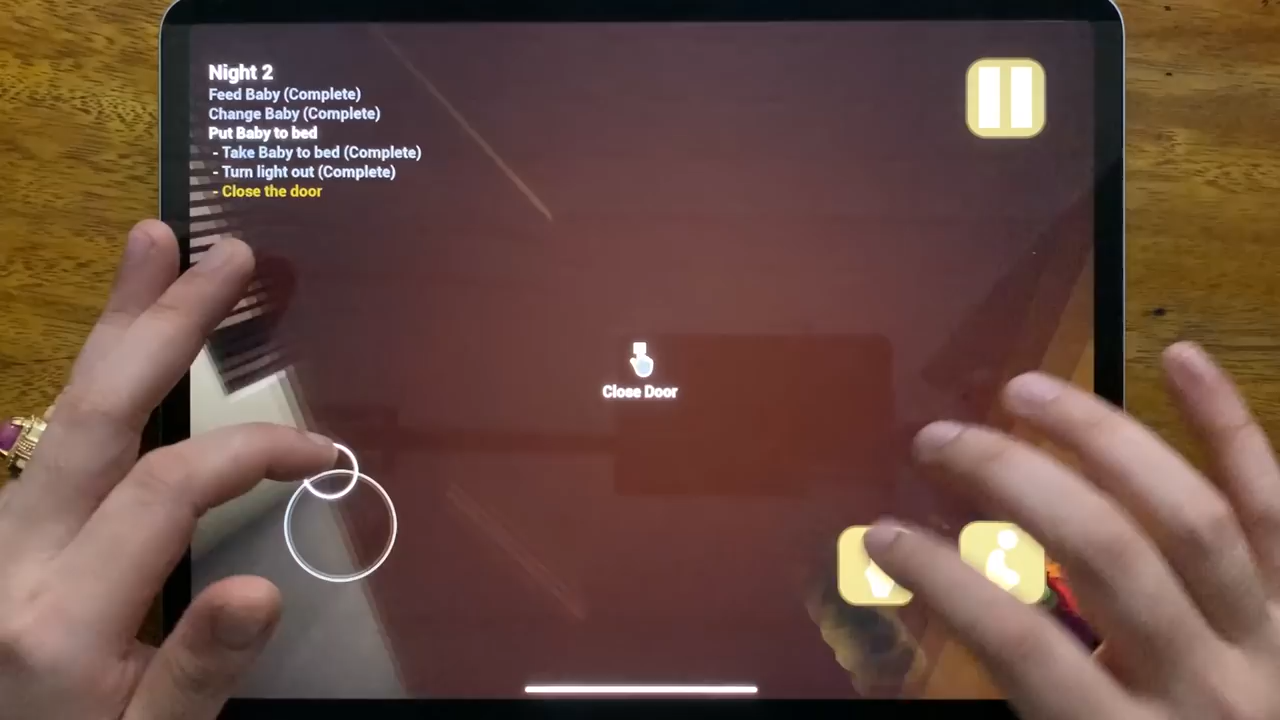 Night 2
Feed Baby (Complete)
Change Baby (Complete)
Put Baby to bed
- Take Baby to bed (Complete)
- Turn light out (Complete)
- Close the door
Close Door